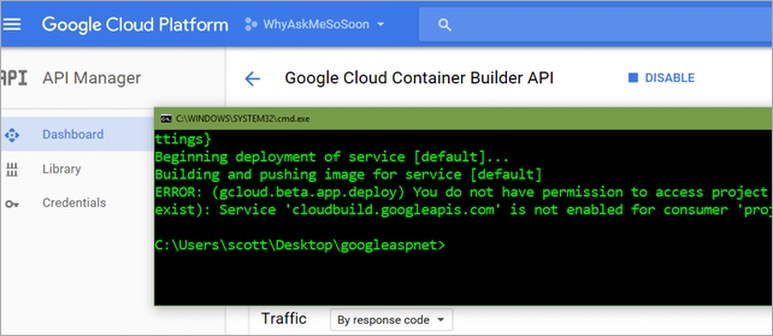 Google Cloud Platform WhyAskMeSoSoon
API API Manager
Google Cloud Container Builder API DISABLE
Dashboard
Library
Credentials
C:\WINDOWS\SYSTEM32\cmd.exe
ttings}
Beginning deployment of service [default]...
Building and pushing image for service [default]
ERROR: (gcloud.beta.app.deploy) You do not have permission to access project
exist): Service 'cloudbuild.googleapis.com' is not enabled for consumer 'proj
C:\Users\scott\Desktop\googleaspnet>
Traffic By response code